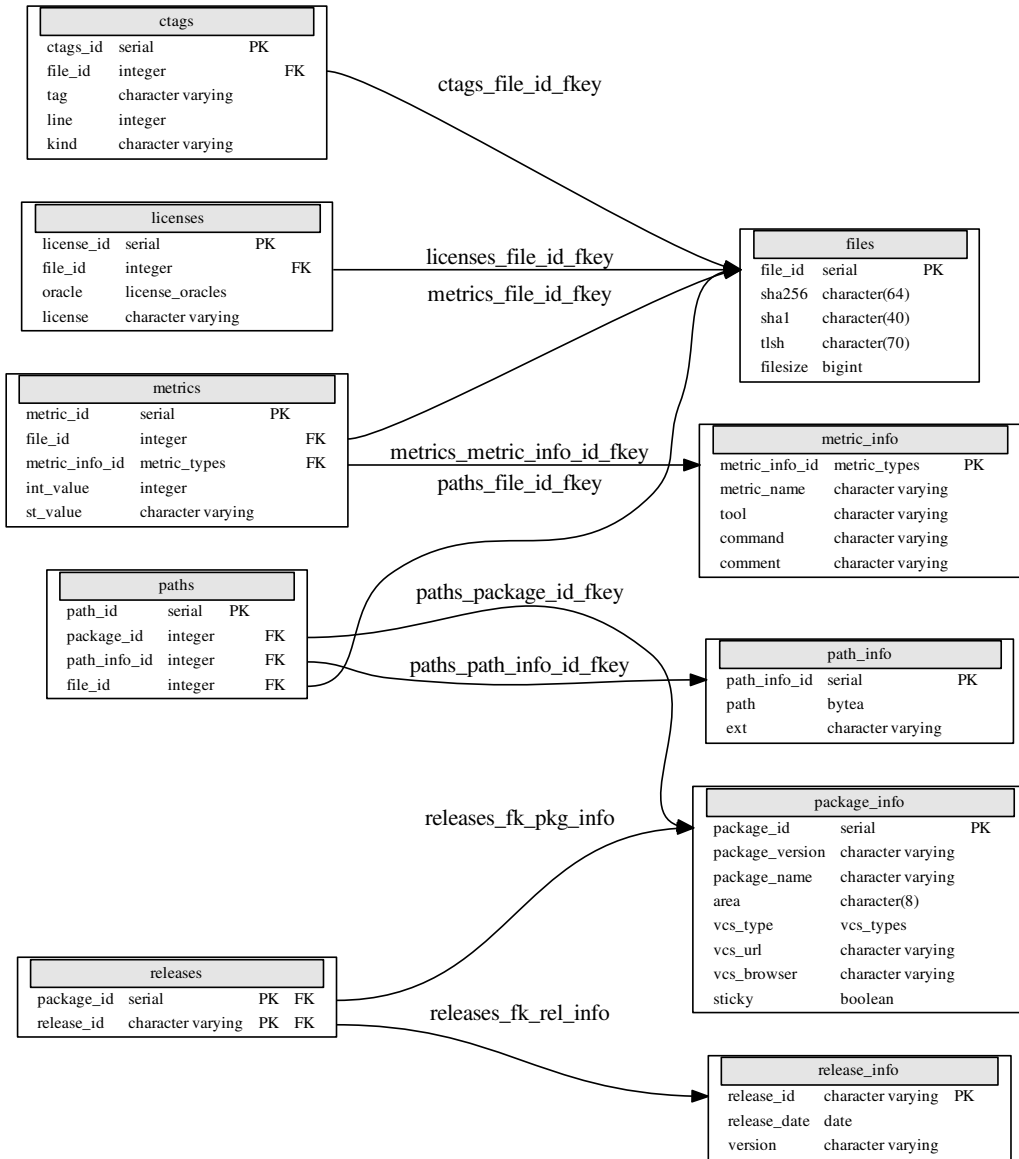 ctags
ctags_id serial PK
file_id integer FK
tag character varying
line integer
kind character varying
ctags_file_id_fkey
licenses
license_id serial PK
file_id integer FK
oracle license_oracles
license character varying
licenses_file_id_fkey
metrics_file_id_fkey
files
file_id serial PK
sha256 character(64)
sha1 character(40)
tlsh character(70)
filesize bigint
metrics
metric_id serial PK
file_id integer FK
metric_info_id metric_types FK
int_value integer
st_value character varying
metrics_metric_info_id_fkey
paths_file_id_fkey
metric_info
metric_info_id metric_types PK
metric_name character varying
tool character varying
command character varying
comment character varying
paths
path_id serial PK
package_id integer FK
path_info_id integer FK
file_id integer FK
paths_package_id_fkey
paths_path_info_id_fkey
path_info
path_info_id serial PK
path bytea
ext character varying
releases_fk_pkg_info
package_info
package_id serial PK
package_version character varying
package_name character varying
area character(8)
vcs_type vcs_types
vcs_url character varying
vcs_browser character varying
sticky boolean
releases
package_id serial PK FK
release_id character varying PK FK
releases_fk_rel_info
release_info
release_id character varying PK
release_date date
version character varying